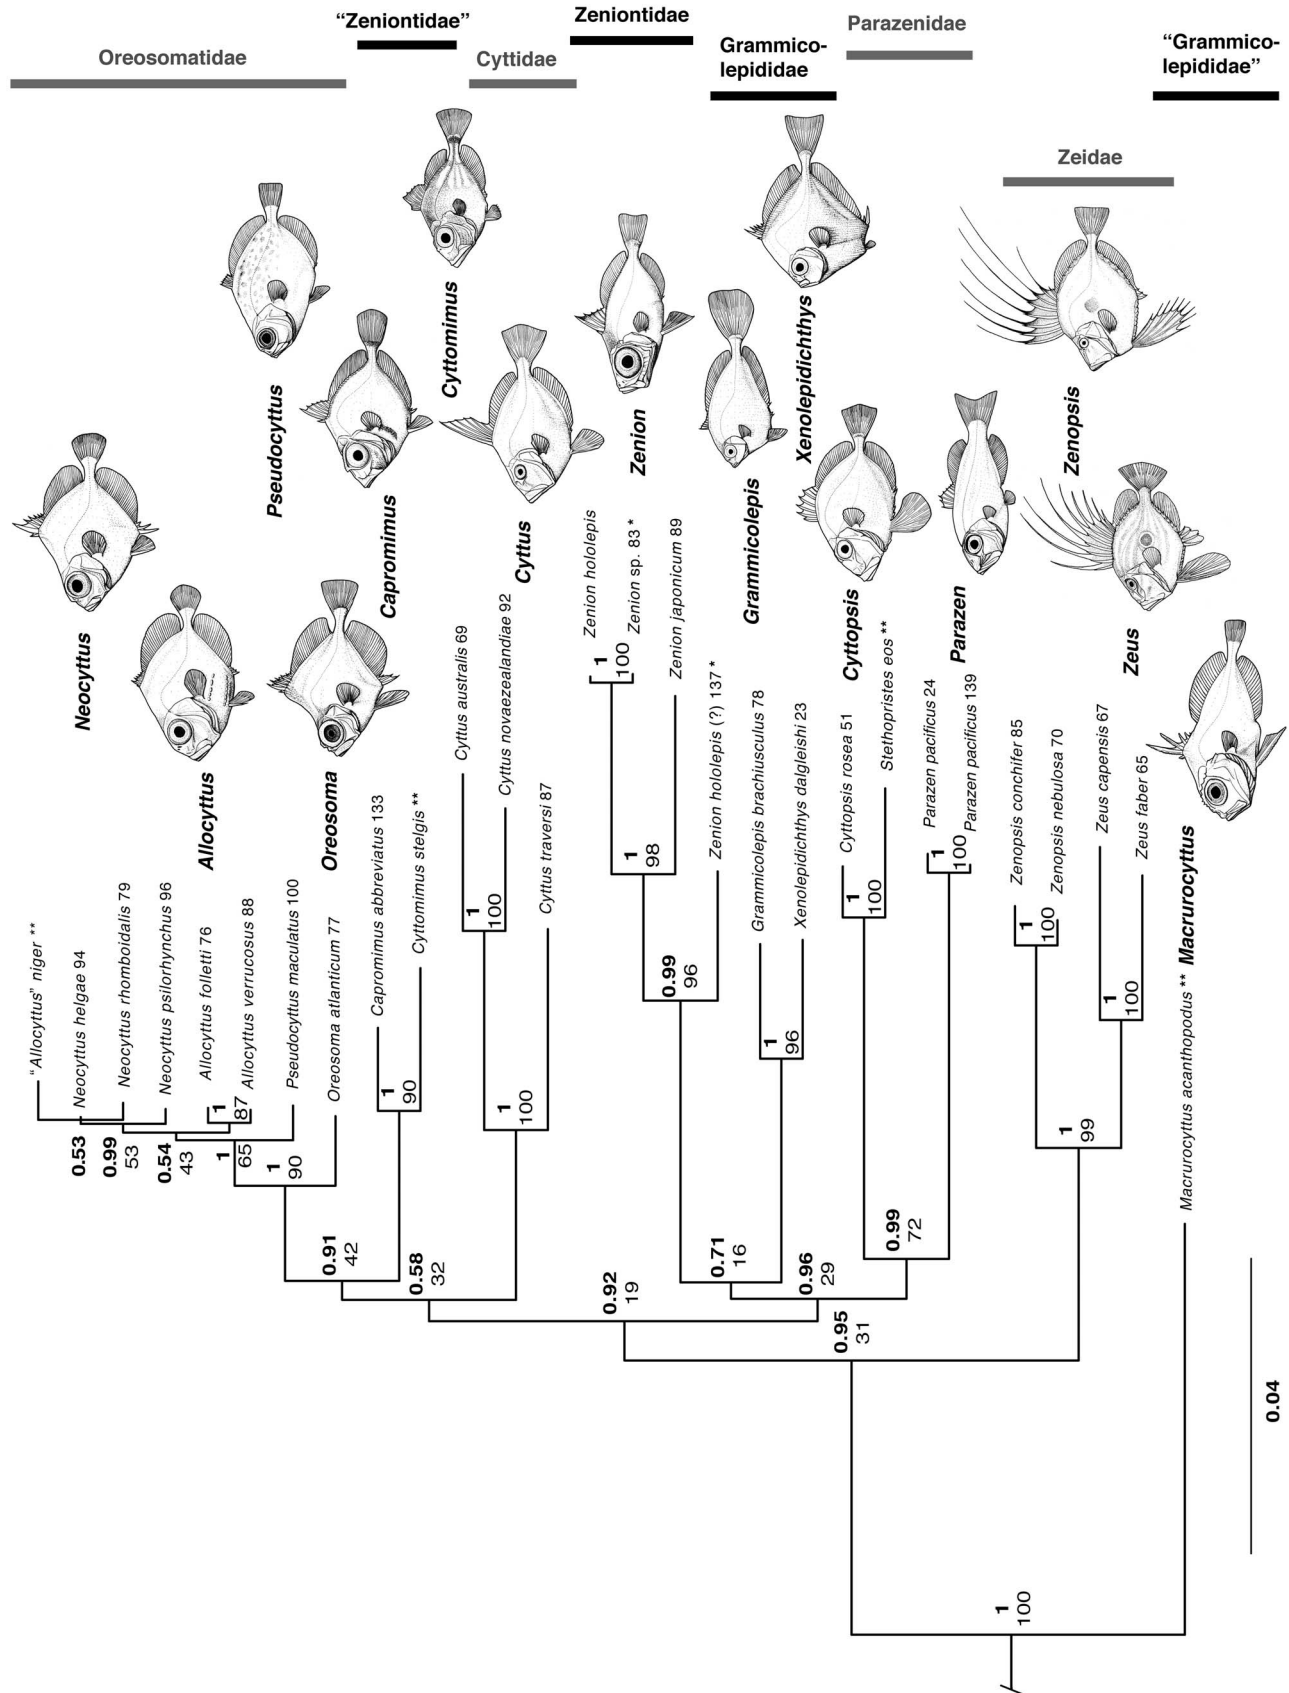 Oreosomatidae
“Zeniontidae”
Cyttidae
Zeniontidae
Grammico-
lepididae
Parazenidae
Zeidae
“Grammico-
lepididae”
Neocyttus
Allocyttus
Pseudocyttus
Oreosoma
Capromimus
Cyttomimus
Cyttus
Zenion
Grammicolepis
Xenolepidichthys
Cyttopsis
Parazen
Zenopsis
Zeus
Macrurocyttus
“Allocyttus” niger **
Neocyttus helgae 94
Neocyttus rhomboidalis 79
Neocyttus psilorhynchus 96
Allocyttus folletti 76
Allocyttus verrucosus 88
Pseudocyttus maculatus 100
Oreosoma atlanticum 77
Capromimus abbreviatus 133
Cyttomimus stelgis **
Cyttus australis 69
Cyttus novaezealandiae 92
Cyttus traversi 87
Zenion hololepis
Zenion sp. 83 *
Zenion japonicum 89
Zenion hololepis (?) 137 *
Grammicolepis brachiusculus 78
Xenolepidichthys dalgleishi 23
Cyttopsis rosea 51
Stethopristes eos **
Parazen pacificus 24
Parazen pacificus 139
Zenopsis conchifer 85
Zenopsis nebulosa 70
Zeus capensis 67
Zeus faber 65
Macrurocyttus acanthopodus **
0.53
0.99
53
0.54
43
1
87
1
65
1
90
0.91
42
1
90
0.58
32
1
100
1
100
0.92
19
1
100
1
98
0.99
96
1
96
0.71
16
0.96
29
1
100
1
100
0.99
72
0.95
31
1
100
1
100
1
99
1
100
0.04